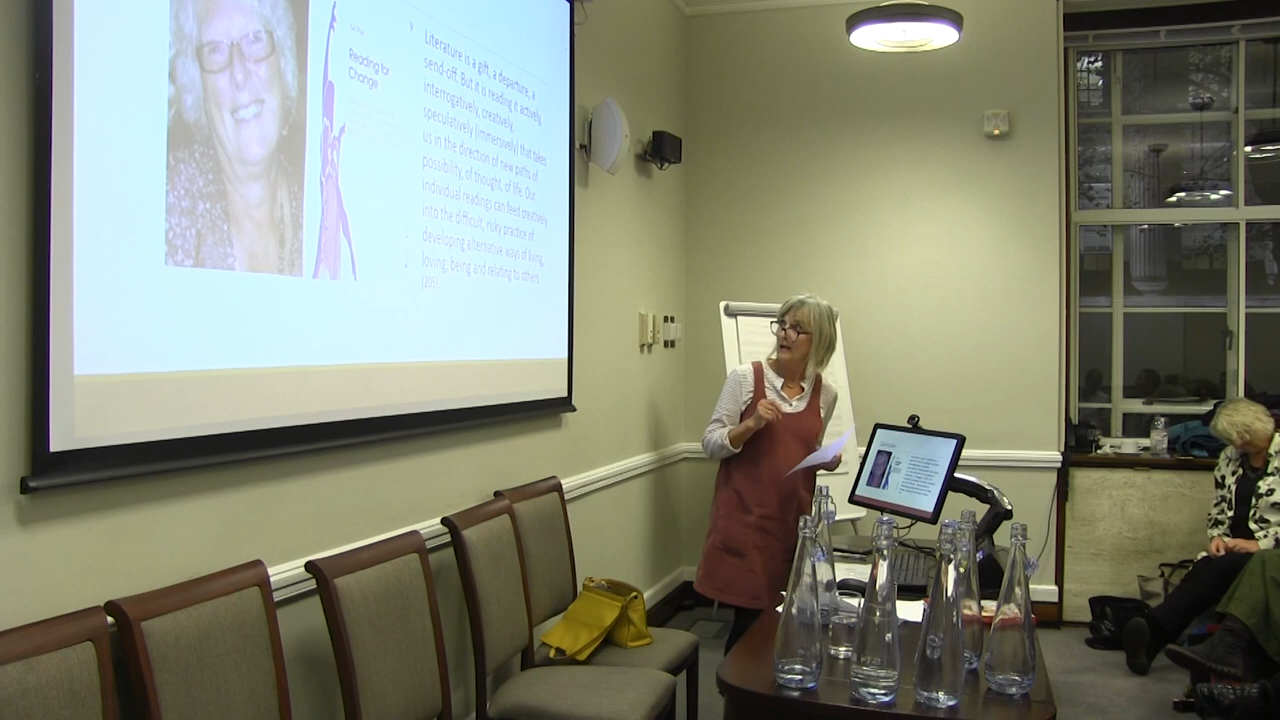 Reading for
Change
Literature is a gift, a departure, a
send-off. But it is reading it actively,
interrogatively, creatively,
speculatively (immersively) that takes
us in the direction of new paths of
possibility, of thought, of life. Our
individual readings can feed creatively
into the difficult, risky practice of
developing alternative ways of living,
loving, being and relating to others
(205)